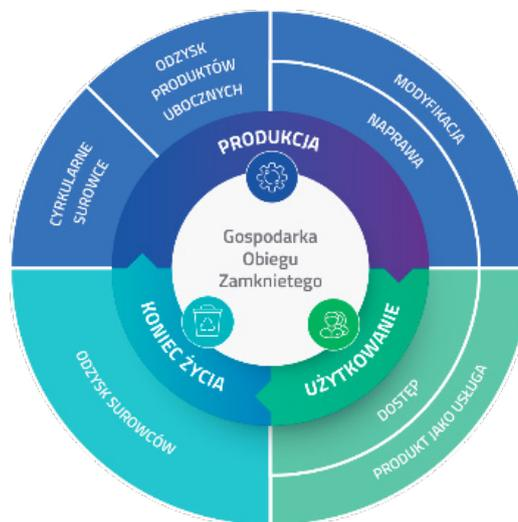 ODZYSK
PRODUKTÓW
UBOCZNYCH
MODYFIKACJA
NAPRAWA
CYRKULARNE
SUROWCE
PRODUKCJA
Gospodarka
Obiegu
Zamknietego
KONIEC ŻYCIA
UŻYTKOWANIE
ODZYSK SUROWCÓW
DOSTĘP
PRODUKT JAKO USŁUGA